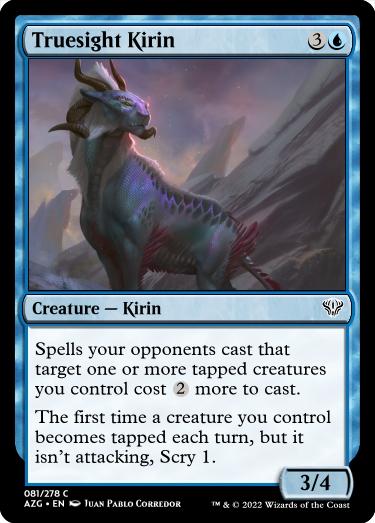 Truesight Kirin 3
Creature — Kirin
Spells your opponents cast that
target one or more tapped creatures
you control cost 2 more to cast.
The first time a creature you control
becomes tapped each turn, but it
isn't attacking, Scry 1.
3/4
081/278 C
AZG • EN Juan Pablo Corredor ™ & © 2022 Wizards of the Coast